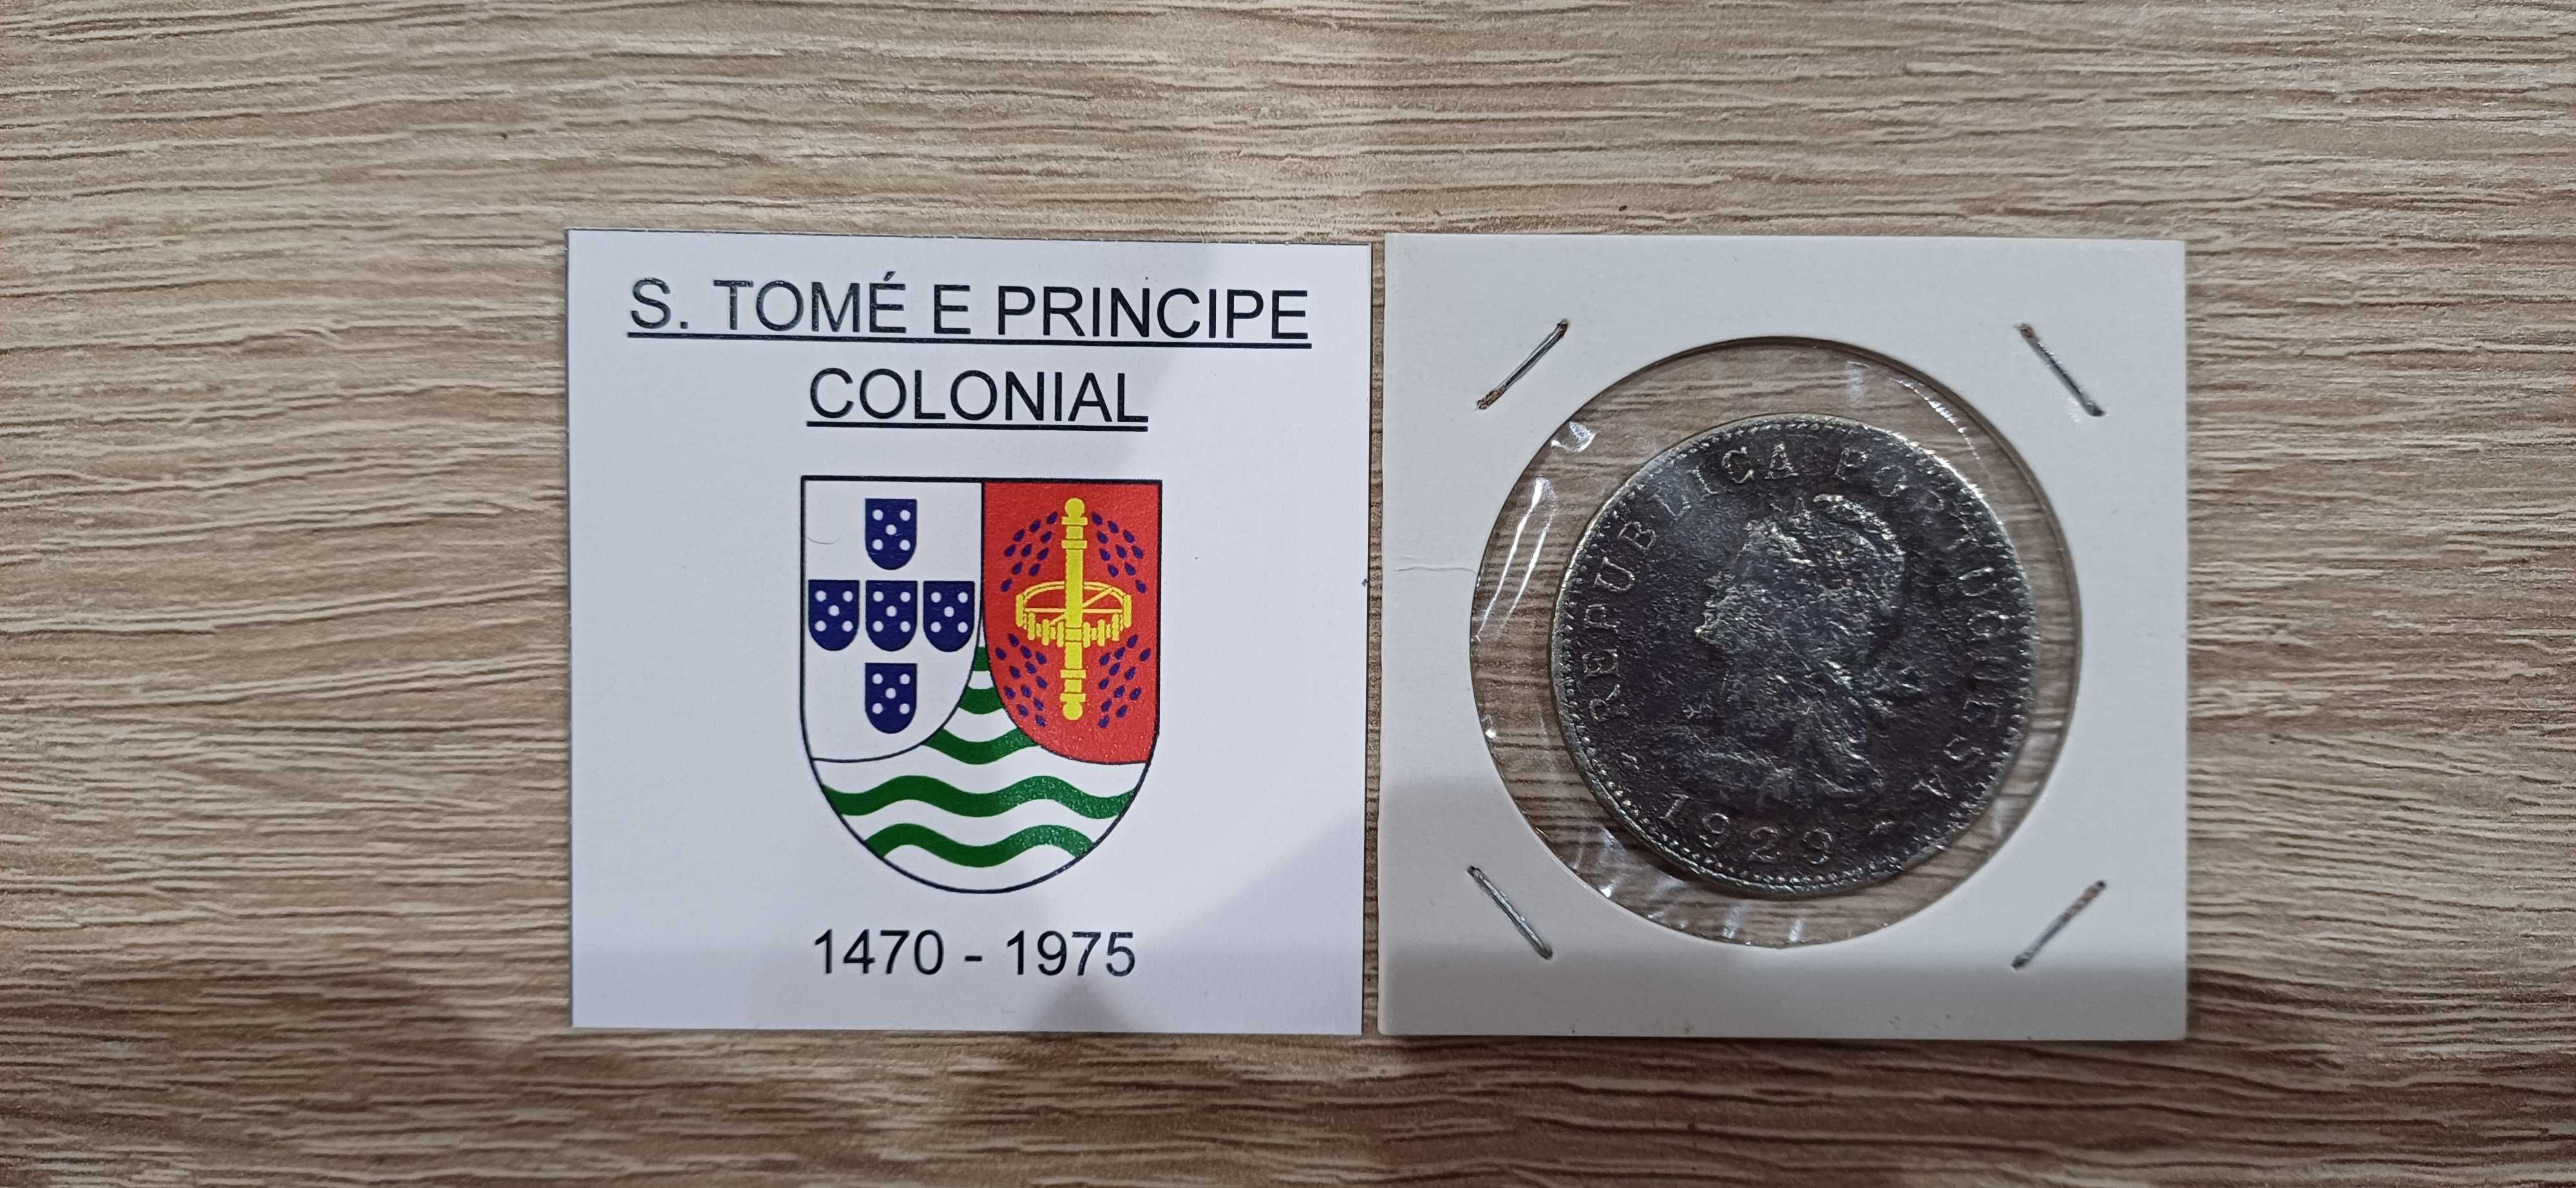 S. TOMÉ E PRINCIPE
COLONIAL
1470 - 1975
REPUBLICA PORTUGUESA
1929